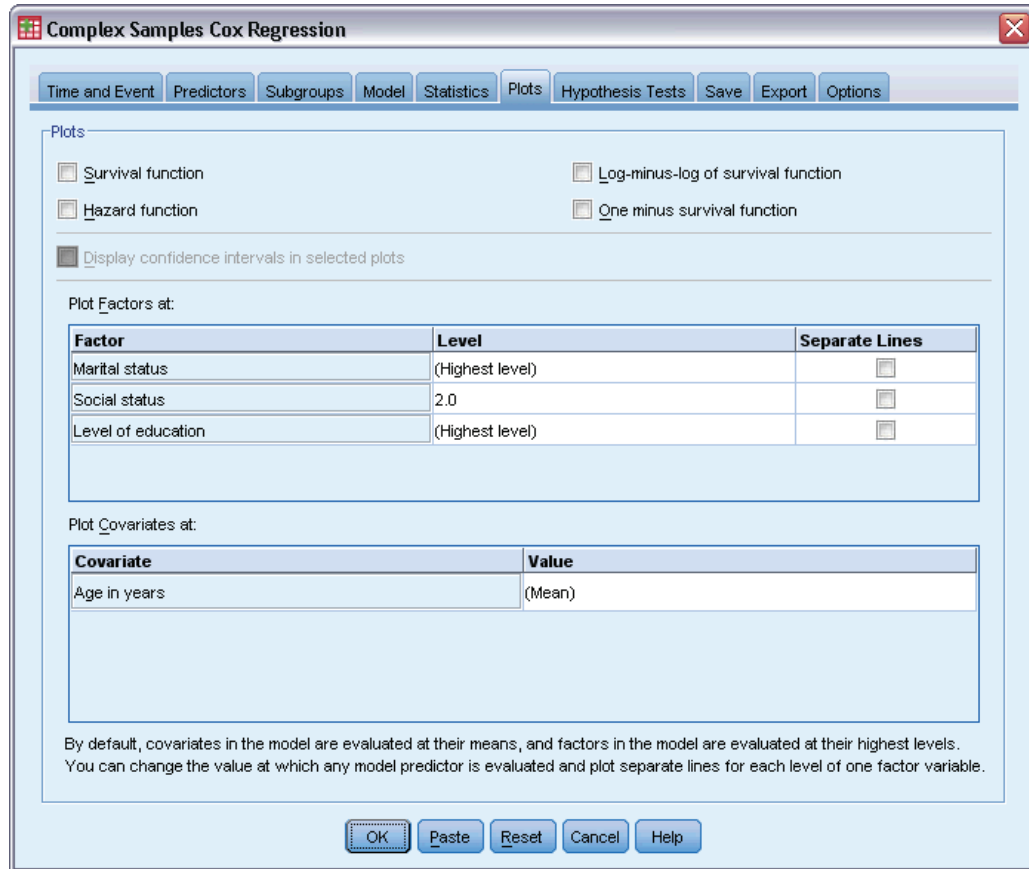 Complex Samples Cox Regression
Time and Event Predictors Subgroups Model Statistics Plots Hypothesis Tests Save Export Options
Plots
Survival function Log-minus-log of survival function
Hazard function One minus survival function
Display confidence intervals in selected plots
Plot Factors at:
Factor Level Separate Lines
Marital status (Highest level)
Social status 2.0
Level of education (Highest level)
Plot Covariates at:
Covariate Value
Age in years (Mean)
By default, covariates in the model are evaluated at their means, and factors in the model are evaluated at their highest levels.
You can change the value at which any model predictor is evaluated and plot separate lines for each level of one factor variable.
OK Paste Reset Cancel Help